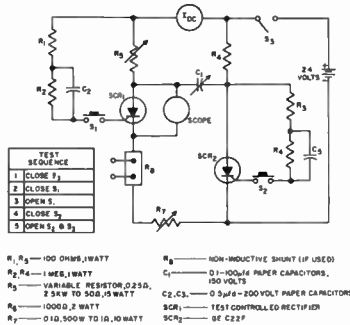 I DC
R1
R5
R4
S3
C1
24 VOLTS
R2
C2
S1
SCR1
SCOPE
R3
SCR2
R4
C3
S2
R8
R7
TEST SEQUENCE
1 CLOSE S3
2 CLOSE S1
3 OPEN S1
4 CLOSE S2
5 OPEN S2 & S3
R1, R3 — 100 OHMS, 1 WATT
R2, R4 — 1 MEG, 1 WATT
R5 — VARIABLE RESISTOR, 0.25Ω, 2.5KW TO 50Ω, 15 WATT
R6 — 1000Ω, 2 WATT
R7 — 0.1Ω, 500W TO 1Ω, 10 WATT
R8 — NON-INDUCTIVE SHUNT (IF USED)
C1 — 0.1-100μfd PAPER CAPACITORS, 150 VOLTS
C2, C3, — 0.5μfd-200 VOLT PAPER CAPACITORS
SCR1 — TEST CONTROLLED RECTIFIER
SCR2 — GE C22F